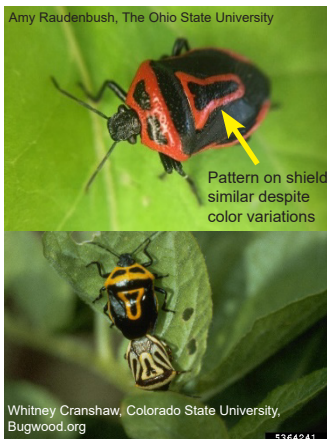 Amy Raudenbush, The Ohio State University
Pattern on shield
similar despite
color variations
Whitney Cranshaw, Colorado State University,
Bugwood.org
5364241